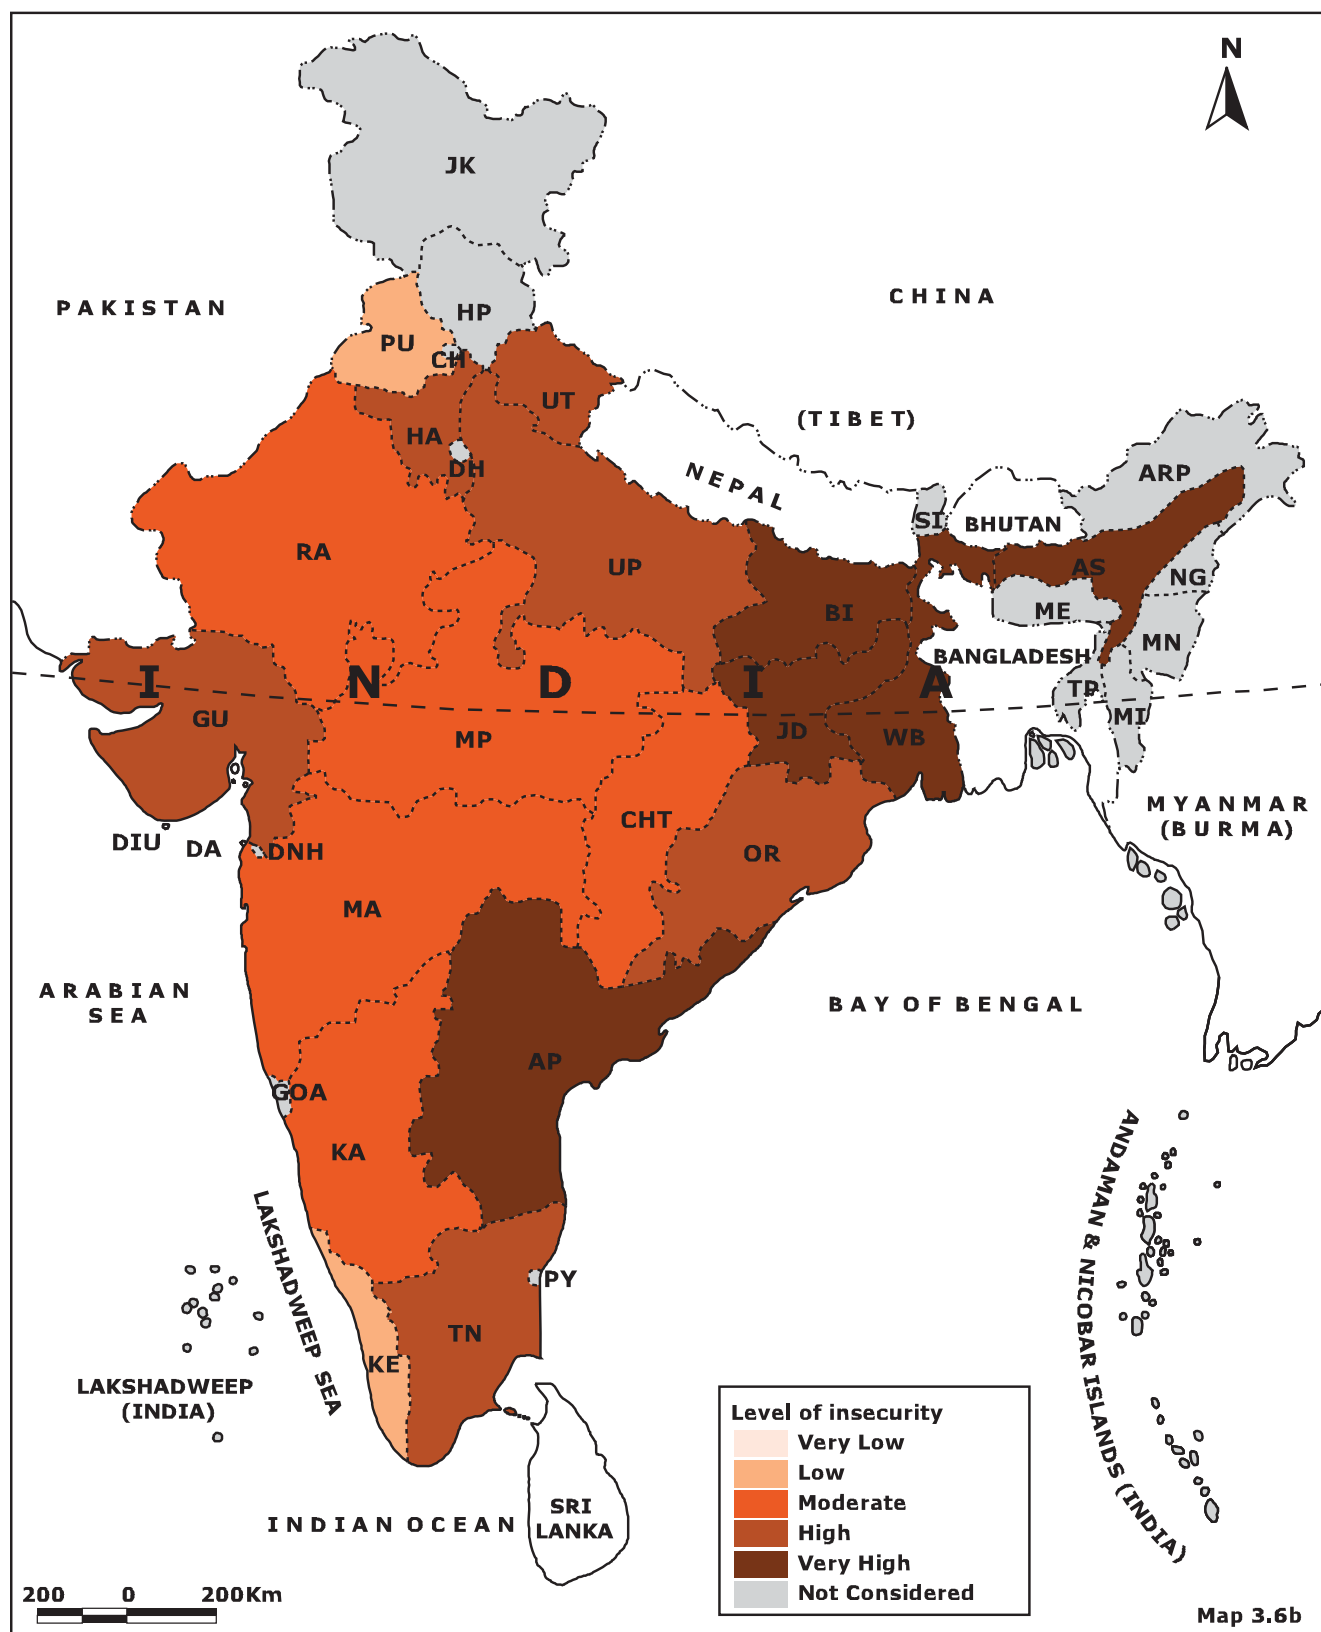 N
JK
PAKISTAN
CHINA
HP
PU
CH
UT
(TIBET)
HA
DH
NEPAL
ARP
SI
BHUTAN
RA
UP
AS
NG
BI
ME
MN
BANGLADESH
I N D I A
TP
GU
MI
MP
JD
WB
MYANMAR
(BURMA)
CHT
DIU
DA
DNH
OR
MA
ARABIAN
SEA
BAY OF BENGAL
AP
GOA
KA
ANDAMAN & NICOBAR ISLANDS (INDIA)
LAKSHADWEEP SEA
PY
TN
KE
LAKSHADWEEP
(INDIA)
Level of insecurity
Very Low
Low
Moderate
High
Very High
Not Considered
SRI
LANKA
INDIAN OCEAN
200 0 200Km
Map 3.6b